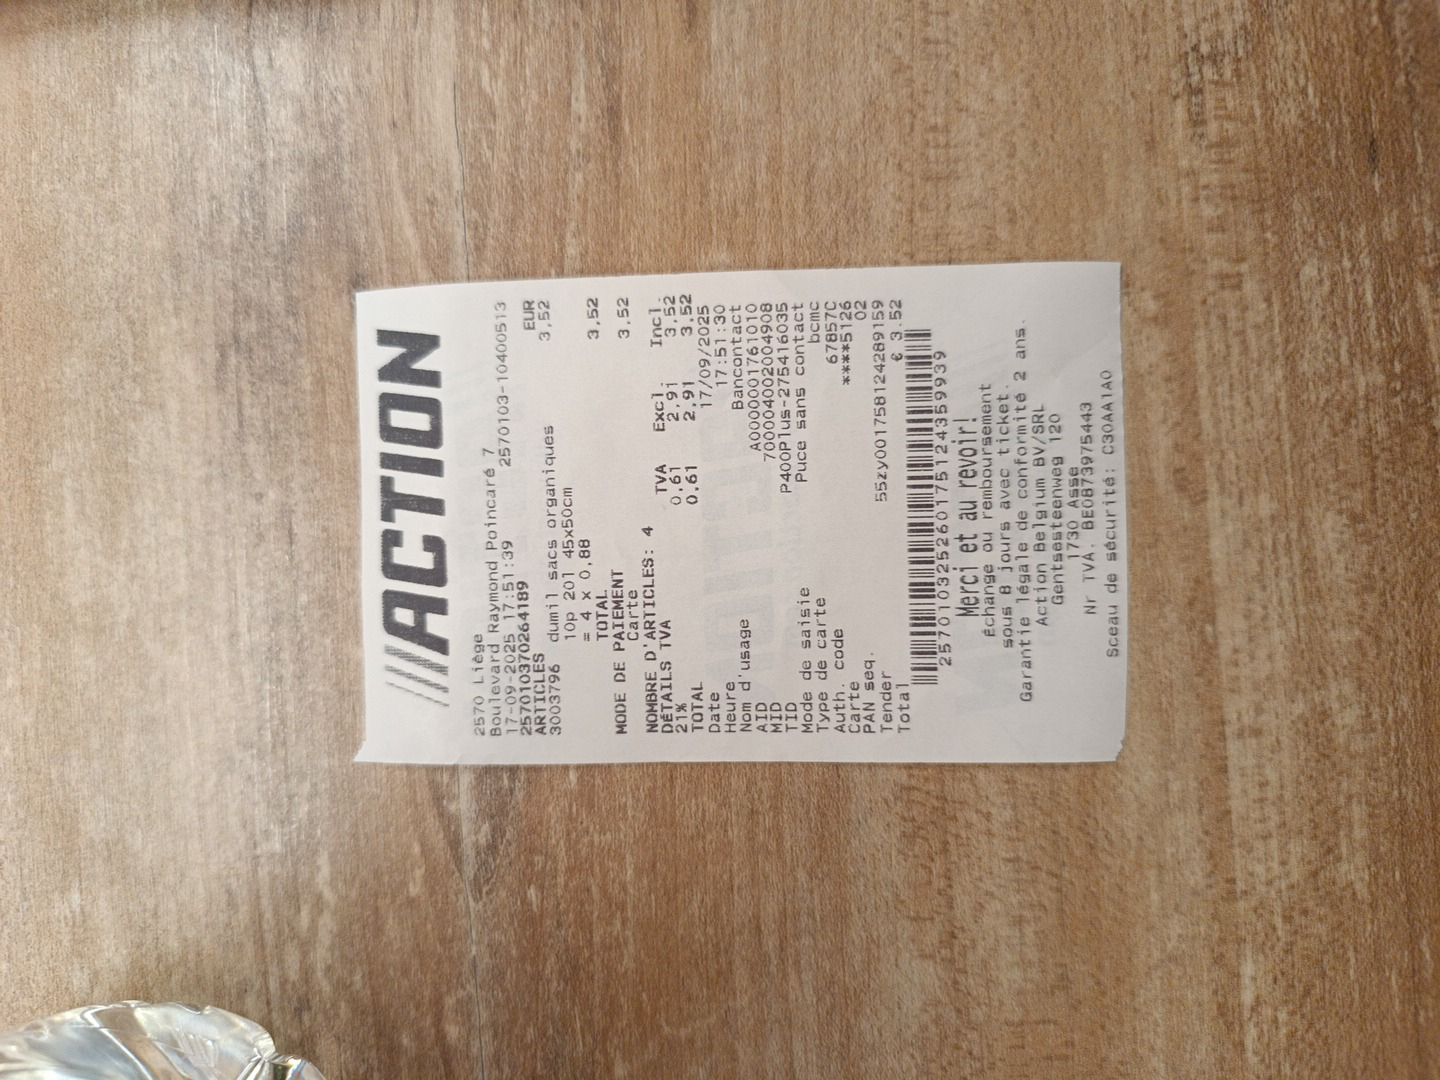 ACTION
2570 Liège
Boulevard Raymond Poincaré 7
17-09-2025 17:51:39 2570103-10400513
257010370264189
ARTICLES EUR
3003796 dumil sacs organiques 3,52
10p 20l 45x50cm
= 4 x 0,88
TOTAL 3,52
MODE DE PAIEMENT
Carte 3,52
NOMBRE D'ARTICLES: 4
DÉTAILS TVA TVA Excl. Incl.
21% 0,61 2,91 3,52
TOTAL 0,61 2,91 3,52
Date 17/09/2025
Heure 17:51:30
Nom d'usage Bancontact
AID A0000001761010
MID 700004002004908
TID P400Plus-275416035
Mode de saisie Puce sans contact
Type de carte bcmc
Auth. code 67857C
Carte ****5126
PAN seq. 02
Tender 55zy001758124289159
Total € 3.52
2570103252601751243599​39
Merci et au revoir!
Échange ou remboursement
sous 8 jours avec ticket.
Garantie légale de conformité 2 ans.
Action Belgium BV/SRL
Gentsesteenweg 120
1730 Asse
Nr TVA. BE0873975443
Sceau de sécurité: C30AA1A0